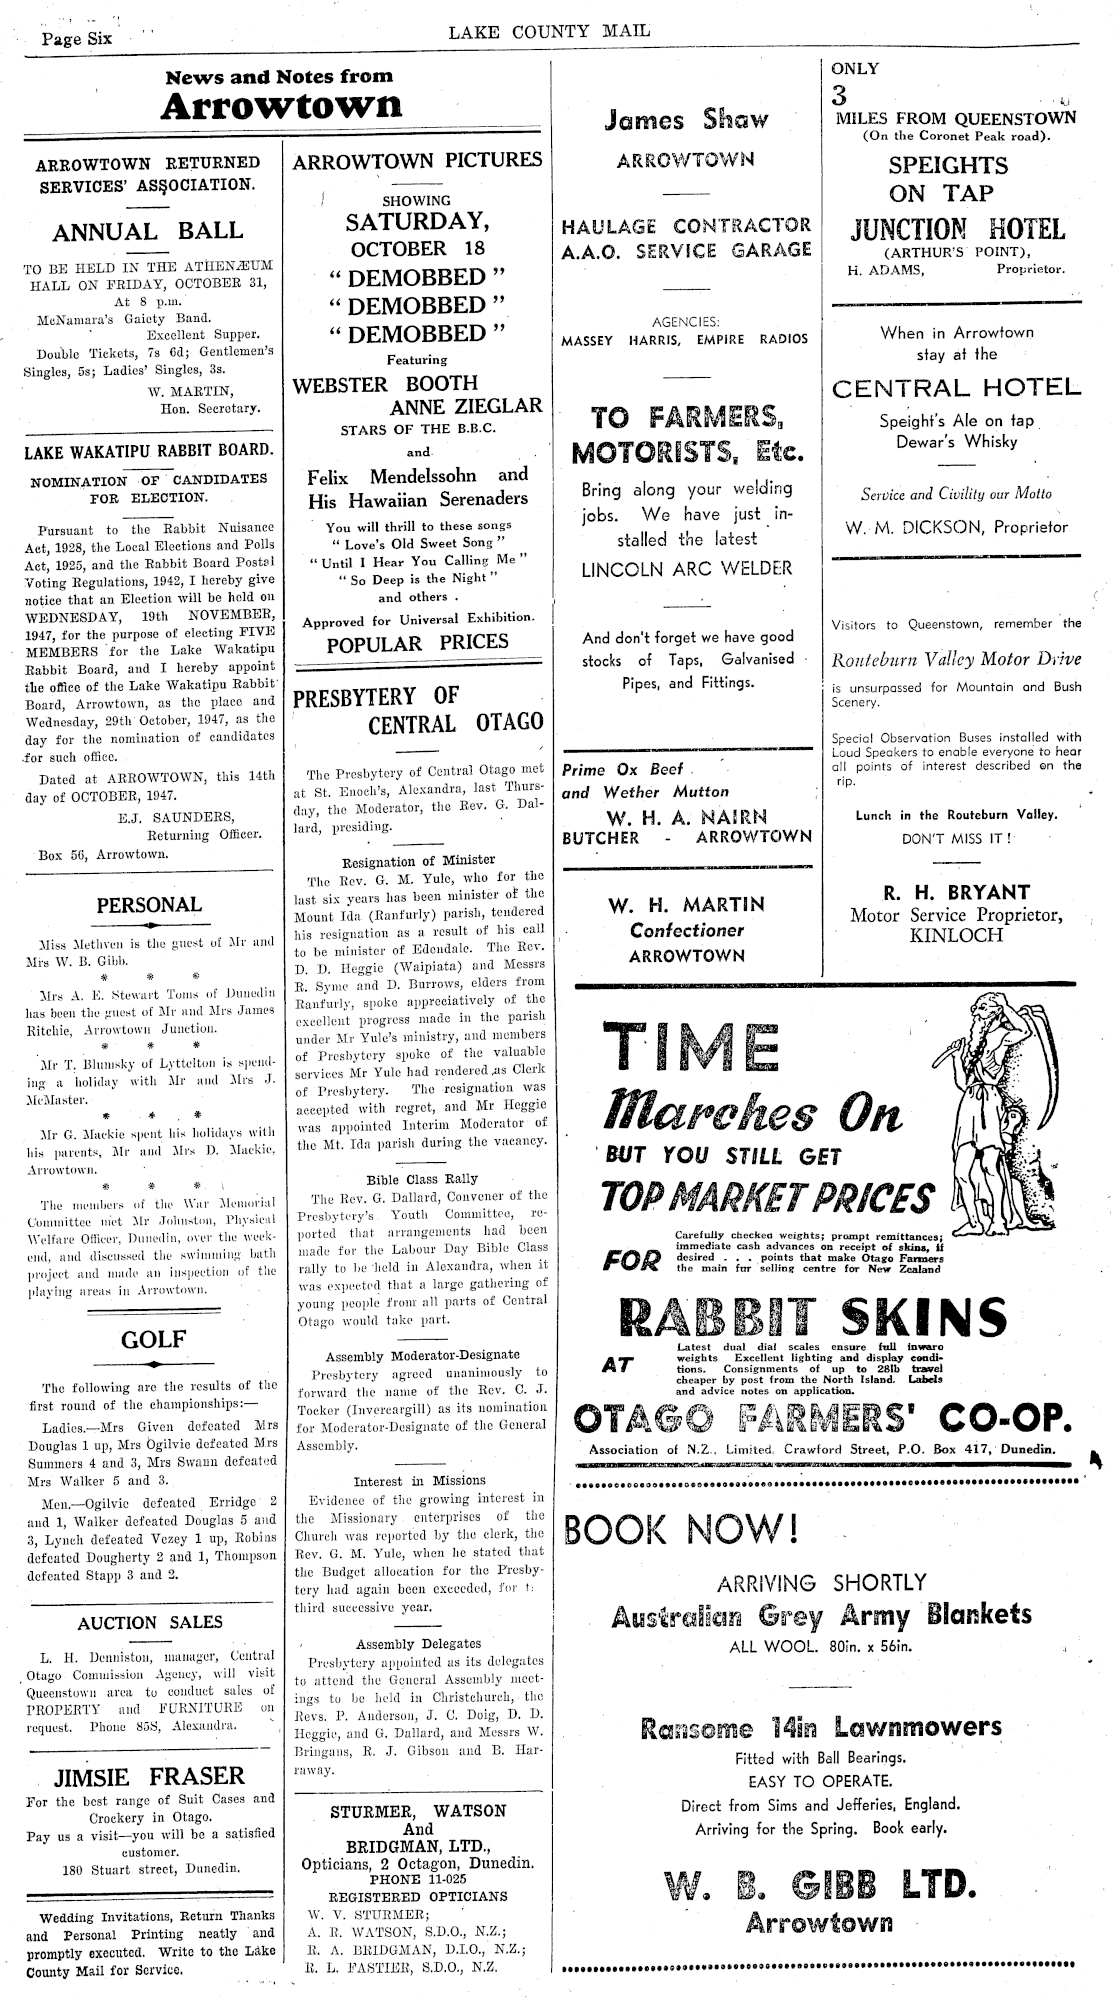 Page Six
LAKE COUNTY MAIL
News and Notes from
Arrowtown
ARROWTOWN RETURNED
SERVICES' ASSOCIATION.
ANNUAL BALL
TO BE HELD IN THE ATHENÆUM
HALL ON FRIDAY, OCTOBER 31,
At 8 p.m.
McNamara's Gaiety Band.
Excellent Supper.
Double Tickets, 7s 6d; Gentlemen's
Singles, 5s; Ladies' Singles, 3s.
W. MARTIN,
Hon. Secretary.
LAKE WAKATIPU RABBIT BOARD.
NOMINATION OF CANDIDATES
FOR ELECTION.
Pursuant to the Rabbit Nuisance
Act, 1928, the Local Elections and Polls
Act, 1925, and the Rabbit Board Postal
Voting Regulations, 1942, I hereby give
notice that an Election will be held on
WEDNESDAY, 19th NOVEMBER,
1947, for the purpose of electing FIVE
MEMBERS for the Lake Wakatipu
Rabbit Board, and I hereby appoint
the office of the Lake Wakatipu Rabbit
Board, Arrowtown, as the place and
Wednesday, 29th October, 1947, as the
day for the nomination of candidates
for such office.
Dated at ARROWTOWN, this 14th
day of OCTOBER, 1947.
E.J. SAUNDERS,
Returning Officer.
Box 56, Arrowtown.
PERSONAL
Miss Methven is the guest of Mr and
Mrs W. B. Gibb.
* * *
Mrs A. E. Stewart Toms of Dunedin
has been the guest of Mr and Mrs James
Ritchie, Arrowtown Junction.
* * *
Mr T. Blumsky of Lyttelton is spend-
ing a holiday with Mr and Mrs J.
McMaster.
* * *
Mr G. Mackie spent his holidays with
his parents, Mr and Mrs D. Mackie,
Arrowtown.
* * *
The members of the War Memorial
Committee met Mr Johnston, Physical
Welfare Officer, Dunedin, over the week-
end, and discussed the swimming bath
project and made an inspection of the
playing areas in Arrowtown.
GOLF
The following are the results of the
first round of the championships:—
Ladies.—Mrs Given defeated Mrs
Douglas 1 up, Mrs Ogilvie defeated Mrs
Summers 4 and 3, Mrs Swann defeated
Mrs Walker 5 and 3.
Men.—Ogilvie defeated Erridge 2
and 1, Walker defeated Douglas 5 and
3, Lynch defeated Vezey 1 up, Robins
defeated Dougherty 2 and 1, Thompson
defeated Stapp 3 and 2.
AUCTION SALES
L. H. Denniston, manager, Central
Otago Commission Agency, will visit
Queenstown area to conduct sales of
PROPERTY and FURNITURE on
request. Phone 85S, Alexandra.
JIMSIE FRASER
For the best range of Suit Cases and
Crockery in Otago.
Pay us a visit—you will be a satisfied
customer.
180 Stuart street, Dunedin.
Wedding Invitations, Return Thanks
and Personal Printing neatly and
promptly executed. Write to the Lake
County Mail for Service.
ARROWTOWN PICTURES
SHOWING
SATURDAY,
OCTOBER 18
"DEMOBBED"
"DEMOBBED"
"DEMOBBED"
Featuring
WEBSTER BOOTH
ANNE ZIEGLAR
STARS OF THE B.B.C.
and
Felix Mendelssohn and
His Hawaiian Serenaders
You will thrill to these songs
"Love's Old Sweet Song"
"Until I Hear You Calling Me"
"So Deep is the Night"
and others .
Approved for Universal Exhibition.
POPULAR PRICES
PRESBYTERY OF
CENTRAL OTAGO
The Presbytery of Central Otago met
at St. Enoch's, Alexandra, last Thurs-
day, the Moderator, the Rev. G. Dal-
lard, presiding.
Resignation of Minister
The Rev. G. M. Yule, who for the
last six years has been minister of the
Mount Ida (Ranfurly) parish, tendered
his resignation as a result of his call
to be minister of Edendale. The Rev.
D. D. Heggie (Waipiata) and Messrs
R. Syme and D. Burrows, elders from
Ranfurly, spoke appreciatively of the
excellent progress made in the parish
under Mr Yule's ministry, and members
of Presbytery spoke of the valuable
services Mr Yule had rendered as Clerk
of Presbytery. The resignation was
accepted with regret, and Mr Heggie
was appointed Interim Moderator of
the Mt. Ida parish during the vacancy.
Bible Class Rally
The Rev. G. Dallard, Convener of the
Presbytery's Youth Committee, re-
ported that arrangements had been
made for the Labour Day Bible Class
rally to be held in Alexandra, when it
was expected that a large gathering of
young people from all parts of Central
Otago would take part.
Assembly Moderator-Designate
Presbytery agreed unanimously to
forward the name of the Rev. C. J.
Tocker (Invercargill) as its nomination
for Moderator-Designate of the General
Assembly.
Interest in Missions
Evidence of the growing interest in
the Missionary enterprises of the
Church was reported by the clerk, the
Rev. G. M. Yule, when he stated that
the Budget allocation for the Presby-
tery had again been exceeded, for t
third successive year.
Assembly Delegates
Presbytery appointed as its delegates
to attend the General Assembly meet-
ings to be held in Christchurch, the
Revs. P. Anderson, J. C. Doig, D. D.
Heggie, and G. Dallard, and Messrs W.
Bringans, R. J. Gibson and B. Har-
raway.
STURMER, WATSON
And
BRIDGMAN, LTD.,
Opticians, 2 Octagon, Dunedin.
PHONE 11-025
REGISTERED OPTICIANS
W. V. STURMER;
A. R. WATSON, S.D.O., N.Z.;
R. A. BRIDGMAN, D.I.O., N.Z.;
R. L. FASTIER, S.D.O., N.Z.
James Shaw
ARROWTOWN
HAULAGE CONTRACTOR
A.A.O. SERVICE GARAGE
AGENCIES:
MASSEY HARRIS, EMPIRE RADIOS
TO FARMERS,
MOTORISTS, Etc.
Bring along your welding
jobs. We have just in-
stalled the latest
LINCOLN ARC WELDER
And don't forget we have good
stocks of Taps, Galvanised
Pipes, and Fittings.
Prime Ox Beef
and Wether Mutton
W. H. A. NAIRN
BUTCHER - ARROWTOWN
W. H. MARTIN
Confectioner
ARROWTOWN
ONLY
3
MILES FROM QUEENSTOWN
(On the Coronet Peak road).
SPEIGHTS
ON TAP
JUNCTION HOTEL
(ARTHUR'S POINT),
H. ADAMS, Proprietor.
When in Arrowtown
stay at the
CENTRAL HOTEL
Speight's Ale on tap
Dewar's Whisky
Service and Civility our Motto
W. M. DICKSON, Proprietor
Visitors to Queenstown, remember the
Routeburn Valley Motor Drive
is unsurpassed for Mountain and Bush
Scenery.
Special Observation Buses installed with
Loud Speakers to enable everyone to hear
all points of interest described on the
rip.
Lunch in the Routeburn Valley.
DON'T MISS IT!
R. H. BRYANT
Motor Service Proprietor,
KINLOCH
TIME
Marches On
BUT YOU STILL GET
TOP MARKET PRICES
FOR
Carefully checked weights; prompt remittances;
immediate cash advances on receipt of skins, if
desired . . . points that make Otago Farmers
the main fur selling centre for New Zealand
RABBIT SKINS
AT
Latest dual dial scales ensure full inwaro
weights Excellent lighting and display condi-
tions. Consignments of up to 28lb travel
cheaper by post from the North Island. Labels
and advice notes on application.
OTAGO FARMERS' CO-OP.
Association of N.Z., Limited, Crawford Street, P.O. Box 417, Dunedin.
BOOK NOW!
ARRIVING SHORTLY
Australian Grey Army Blankets
ALL WOOL. 80in. x 56in.
Ransome 14in Lawnmowers
Fitted with Ball Bearings.
EASY TO OPERATE.
Direct from Sims and Jefferies, England.
Arriving for the Spring. Book early.
W. B. GIBB LTD.
Arrowtown